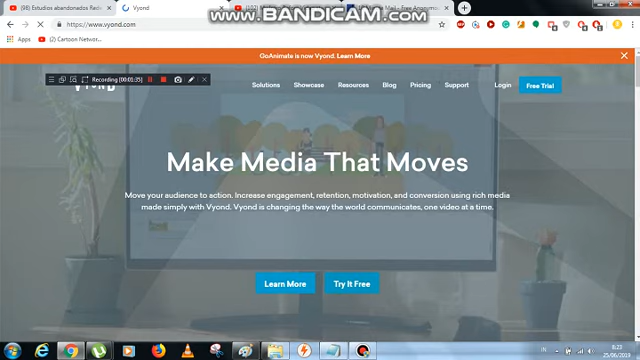 www.BANDICAM.com
(98) Estudios abandonados Rein
Vyond
https://www.vyond.com
Apps
(2) Cartoon Networ...
GoAnimate is now Vyond. Learn More
Recording [00:01:35]
Solutions
Showcase
Resources
Blog
Pricing
Support
Login
Free Trial
Make Media That Moves
Move your audience to action. Increase engagement, retention, motivation, and conversion using rich media
made simply with Vyond. Vyond is changing the way the world communicates, one video at a time.
Learn More
Try It Free
IN
6:22
25/06/2019